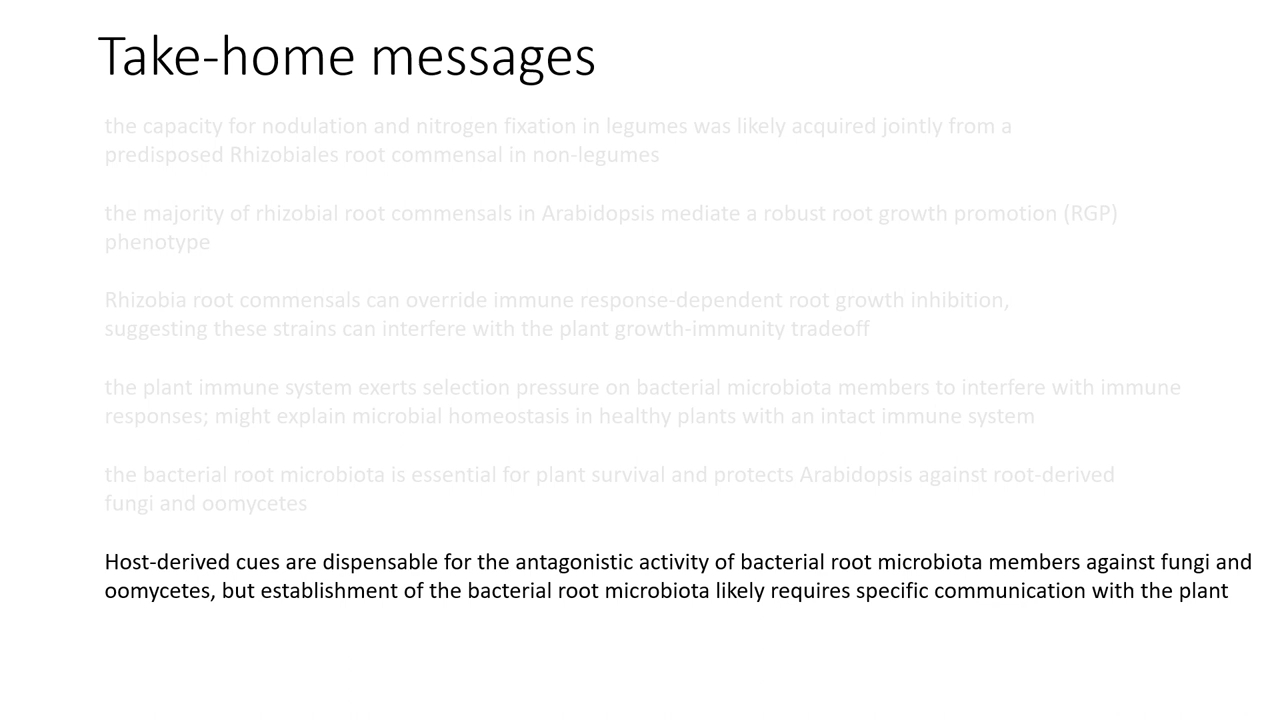 Take-home messages
the capacity for nodulation and nitrogen fixation in legumes was likely acquired jointly from a
predisposed Rhizobiales root commensal in non-legumes
the majority of rhizobial root commensals in Arabidopsis mediate a robust root growth promotion (RGP)
phenotype
Rhizobia root commensals can override immune response-dependent root growth inhibition,
suggesting these strains can interfere with the plant growth-immunity tradeoff
the plant immune system exerts selection pressure on bacterial microbiota members to interfere with immune
responses; might explain microbial homeostasis in healthy plants with an intact immune system
the bacterial root microbiota is essential for plant survival and protects Arabidopsis against root-derived
fungi and oomycetes
Host-derived cues are dispensable for the antagonistic activity of bacterial root microbiota members against fungi and
oomycetes, but establishment of the bacterial root microbiota likely requires specific communication with the plant